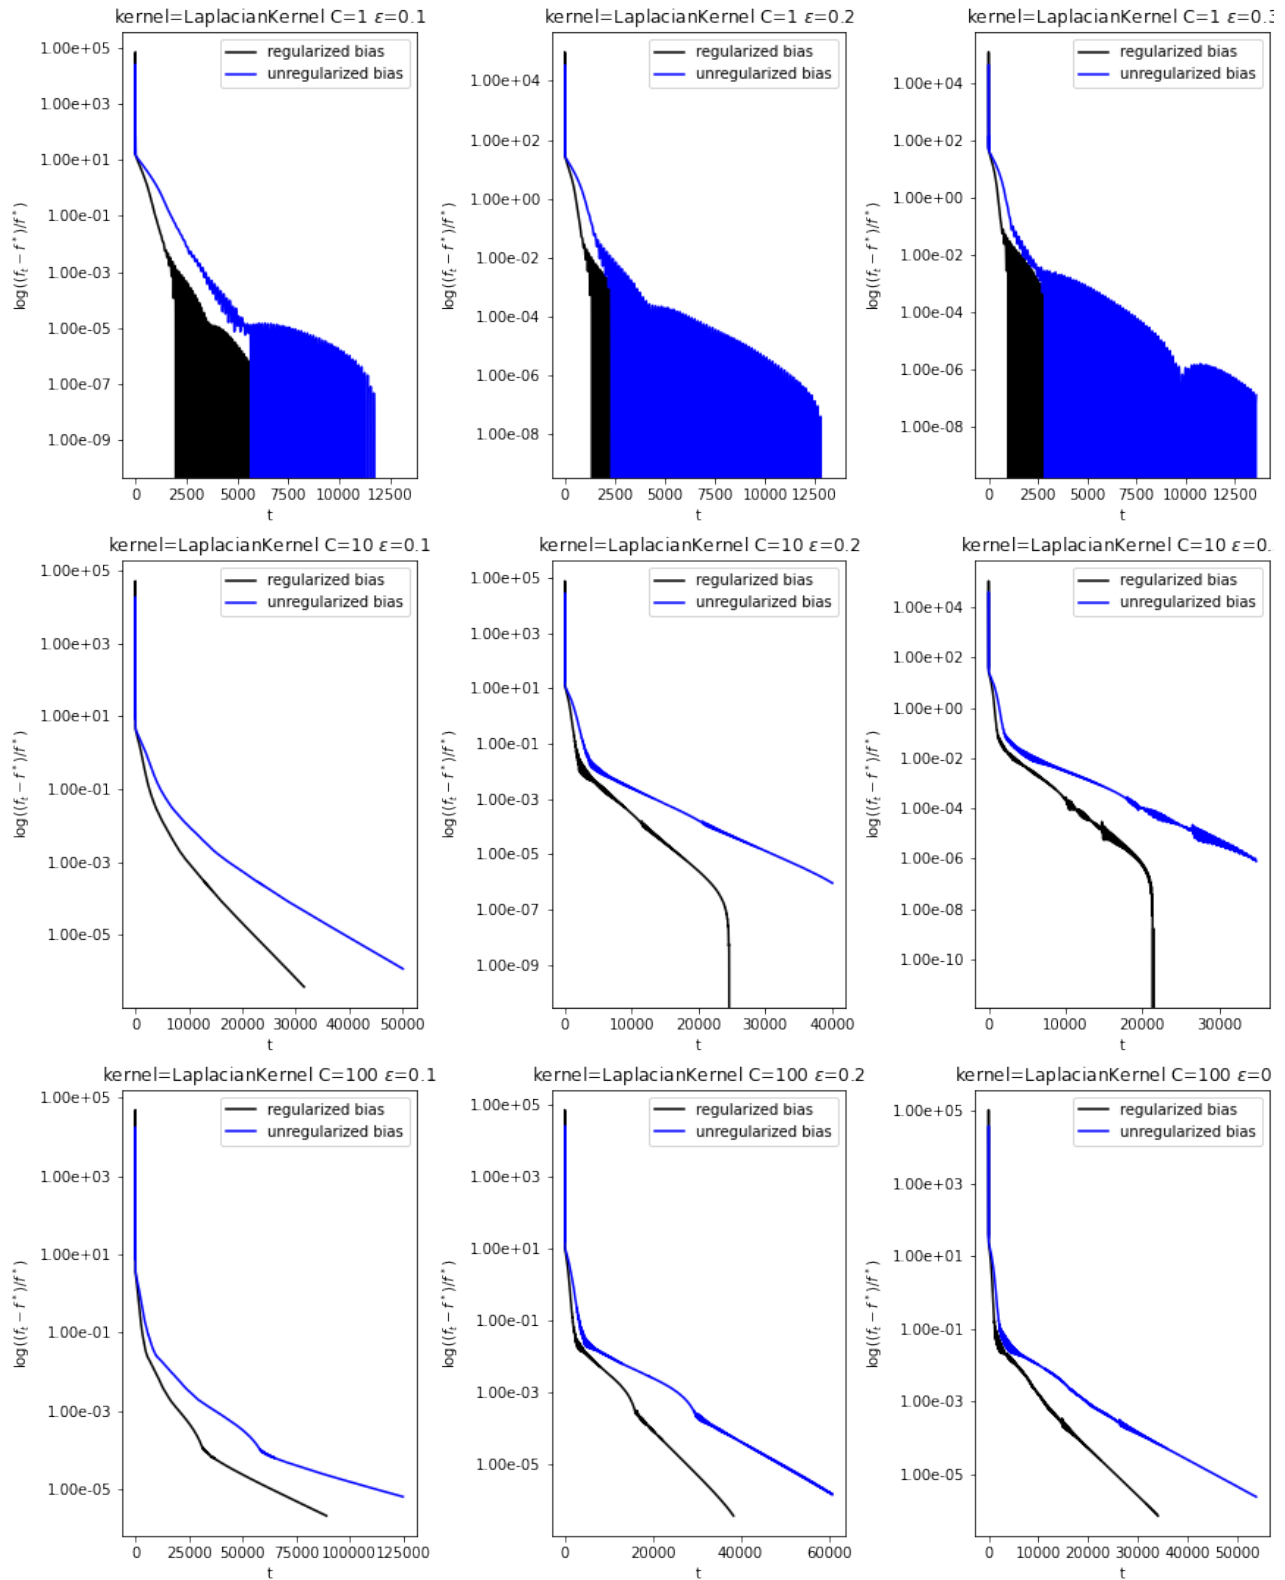 kernel=LaplacianKernel C=1 ε=0.1
regularized bias
unregularized bias
1.00e+05
1.00e+03
1.00e+01
1.00e-01
1.00e-03
1.00e-05
1.00e-07
1.00e-09
log((f_t − f*)/f*)
0 2500 5000 7500 10000 12500
t
kernel=LaplacianKernel C=1 ε=0.2
regularized bias
unregularized bias
1.00e+04
1.00e+02
1.00e+00
1.00e-02
1.00e-04
1.00e-06
1.00e-08
log((f_t − f*)/f*)
0 2500 5000 7500 10000 12500
t
kernel=LaplacianKernel C=1 ε=0.3
regularized bias
unregularized bias
1.00e+04
1.00e+02
1.00e+00
1.00e-02
1.00e-04
1.00e-06
1.00e-08
log((f_t − f*)/f*)
0 2500 5000 7500 10000 12500
t
kernel=LaplacianKernel C=10 ε=0.1
regularized bias
unregularized bias
1.00e+05
1.00e+03
1.00e+01
1.00e-01
1.00e-03
1.00e-05
log((f_t − f*)/f*)
0 10000 20000 30000 40000 50000
t
kernel=LaplacianKernel C=10 ε=0.2
regularized bias
unregularized bias
1.00e+05
1.00e+03
1.00e+01
1.00e-01
1.00e-03
1.00e-05
1.00e-07
1.00e-09
log((f_t − f*)/f*)
0 10000 20000 30000 40000
t
kernel=LaplacianKernel C=10 ε=0.
regularized bias
unregularized bias
1.00e+04
1.00e+02
1.00e+00
1.00e-02
1.00e-04
1.00e-06
1.00e-08
1.00e-10
log((f_t − f*)/f*)
0 10000 20000 30000
t
kernel=LaplacianKernel C=100 ε=0.1
regularized bias
unregularized bias
1.00e+05
1.00e+03
1.00e+01
1.00e-01
1.00e-03
1.00e-05
log((f_t − f*)/f*)
0 25000 50000 75000 100000 125000
t
kernel=LaplacianKernel C=100 ε=0.2
regularized bias
unregularized bias
1.00e+05
1.00e+03
1.00e+01
1.00e-01
1.00e-03
1.00e-05
log((f_t − f*)/f*)
0 20000 40000 60000
t
kernel=LaplacianKernel C=100 ε=0
regularized bias
unregularized bias
1.00e+05
1.00e+03
1.00e+01
1.00e-01
1.00e-03
1.00e-05
log((f_t − f*)/f*)
0 10000 20000 30000 40000 50000
t